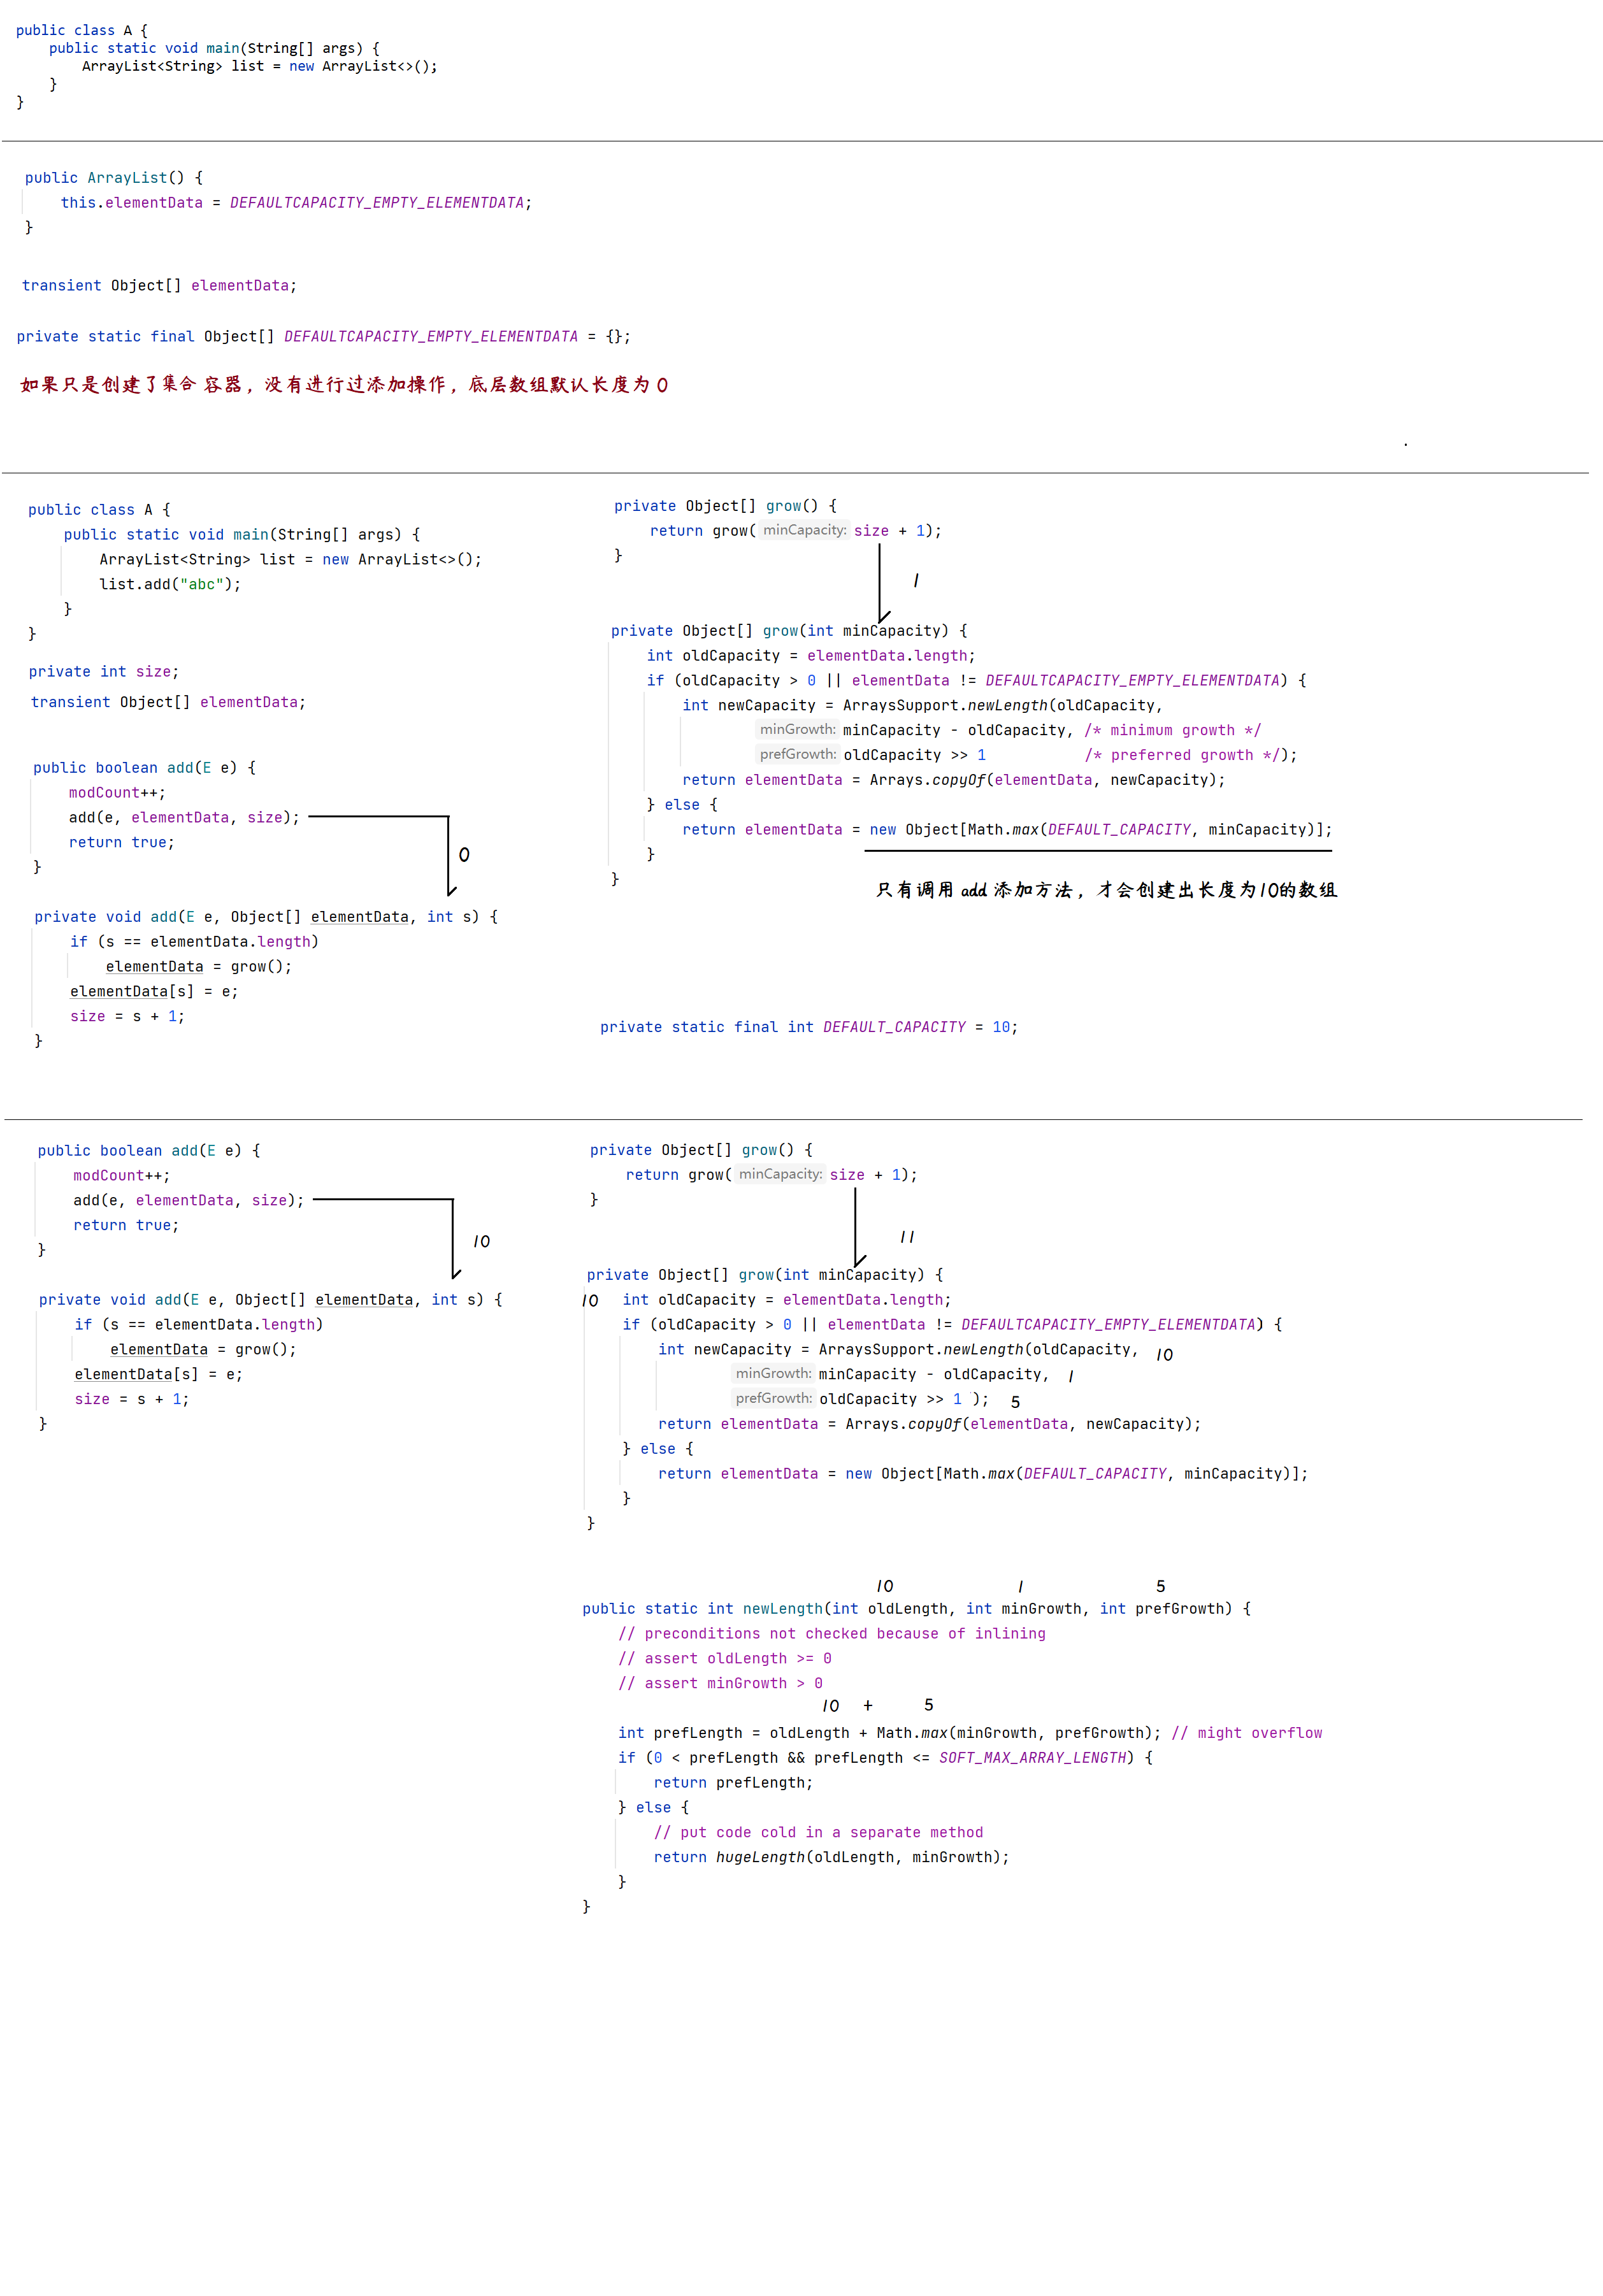 public class A {
public static void main(String[] args) {
ArrayList<String> list = new ArrayList<>();
}
}
public ArrayList() {
this.elementData = DEFAULTCAPACITY_EMPTY_ELEMENTDATA;
}
transient Object[] elementData;
private static final Object[] DEFAULTCAPACITY_EMPTY_ELEMENTDATA = {};
如果只是创建了集合 容器, 没有进行过添加操作, 底层数组默认长度为 0
public class A {
public static void main(String[] args) {
ArrayList<String> list = new ArrayList<>();
list.add("abc");
}
}
private int size;
transient Object[] elementData;
public boolean add(E e) {
modCount++;
add(e, elementData, size);
return true;
}
0
private void add(E e, Object[] elementData, int s) {
if (s == elementData.length)
elementData = grow();
elementData[s] = e;
size = s + 1;
}
private Object[] grow() {
return grow( minCapacity: size + 1);
}
1
private Object[] grow(int minCapacity) {
int oldCapacity = elementData.length;
if (oldCapacity > 0 || elementData != DEFAULTCAPACITY_EMPTY_ELEMENTDATA) {
int newCapacity = ArraysSupport.newLength(oldCapacity,
minGrowth: minCapacity - oldCapacity, /* minimum growth */
prefGrowth: oldCapacity >> 1 /* preferred growth */);
return elementData = Arrays.copyOf(elementData, newCapacity);
} else {
return elementData = new Object[Math.max(DEFAULT_CAPACITY, minCapacity)];
}
}
只有调用 add 添加方法, 才会创建出长度为10的数组
private static final int DEFAULT_CAPACITY = 10;
public boolean add(E e) {
modCount++;
add(e, elementData, size);
return true;
}
10
private void add(E e, Object[] elementData, int s) {
if (s == elementData.length)
elementData = grow();
elementData[s] = e;
size = s + 1;
}
private Object[] grow() {
return grow( minCapacity: size + 1);
}
11
private Object[] grow(int minCapacity) {
10 int oldCapacity = elementData.length;
if (oldCapacity > 0 || elementData != DEFAULTCAPACITY_EMPTY_ELEMENTDATA) {
int newCapacity = ArraysSupport.newLength(oldCapacity, 10
minGrowth: minCapacity - oldCapacity, 1
prefGrowth: oldCapacity >> 1 ); 5
return elementData = Arrays.copyOf(elementData, newCapacity);
} else {
return elementData = new Object[Math.max(DEFAULT_CAPACITY, minCapacity)];
}
}
10 1 5
public static int newLength(int oldLength, int minGrowth, int prefGrowth) {
// preconditions not checked because of inlining
// assert oldLength >= 0
// assert minGrowth > 0
10 + 5
int prefLength = oldLength + Math.max(minGrowth, prefGrowth); // might overflow
if (0 < prefLength && prefLength <= SOFT_MAX_ARRAY_LENGTH) {
return prefLength;
} else {
// put code cold in a separate method
return hugeLength(oldLength, minGrowth);
}
}